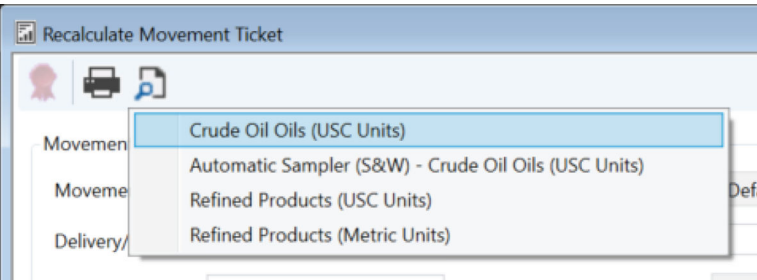 Recalculate Movement Ticket
Crude Oil Oils (USC Units)
Automatic Sampler (S&W) - Crude Oil Oils (USC Units)
Refined Products (USC Units)
Refined Products (Metric Units)
Delivery/